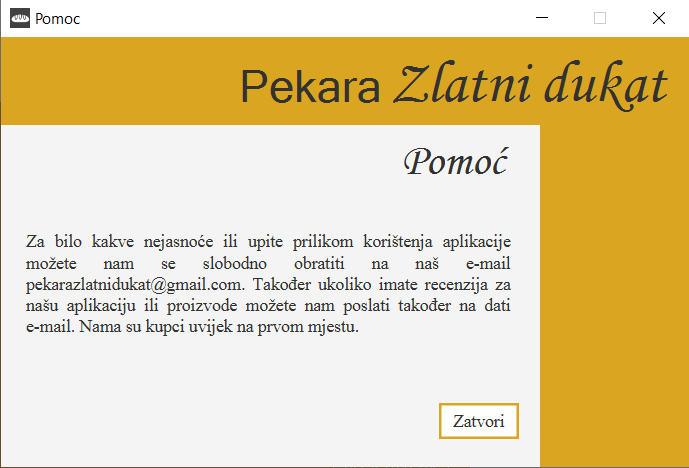 Pomoc
Pekara Zlatni dukat
Pomoć
Za bilo kakve nejasnoće ili upite prilikom korištenja aplikacije
možete nam se slobodno obratiti na naš e-mail
pekarazlatnidukat@gmail.com. Također ukoliko imate recenzija za
našu aplikaciju ili proizvode možete nam poslati također na dati
e-mail. Nama su kupci uvijek na prvom mjestu.
Zatvori